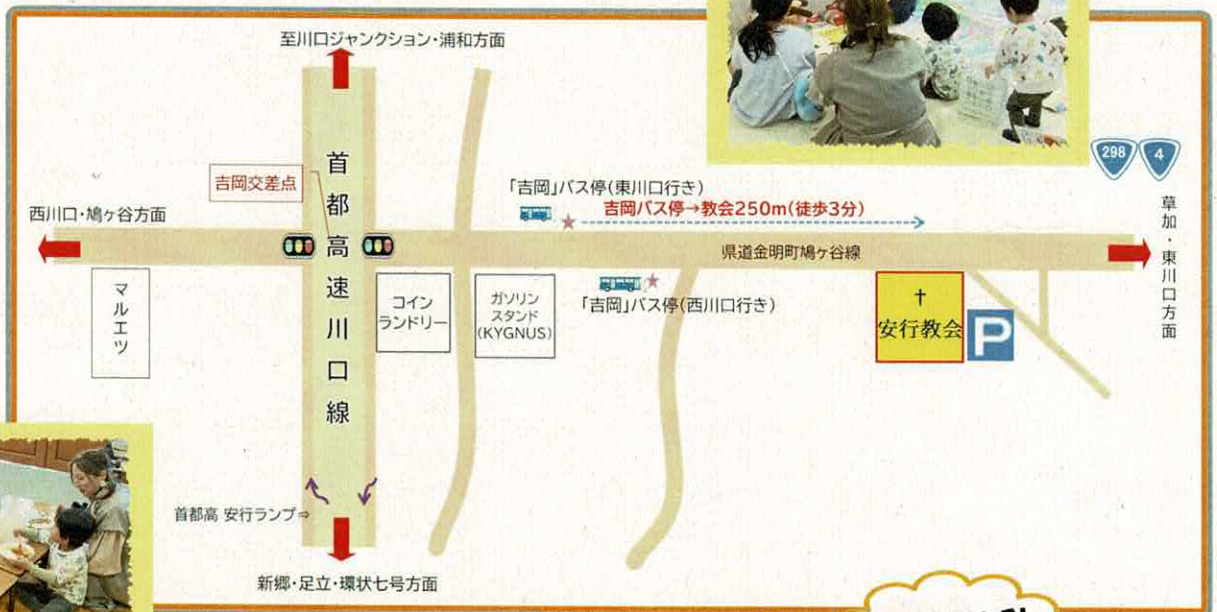 至川口ジャンクション・浦和方面
首都高速川口線
吉岡交差点
西川口・鳩ヶ谷方面
「吉岡」バス停(東川口行き)
吉岡バス停→教会250m(徒歩3分)
298
4
草加・東川口方面
県道金明町鳩ヶ谷線
マルエツ
コイン
ランドリー
ガソリン
スタンド
(KYGNUS)
「吉岡」バス停(西川口行き)
†
安行教会
P
首都高 安行ランプ⇒
新郷・足立・環状七号方面